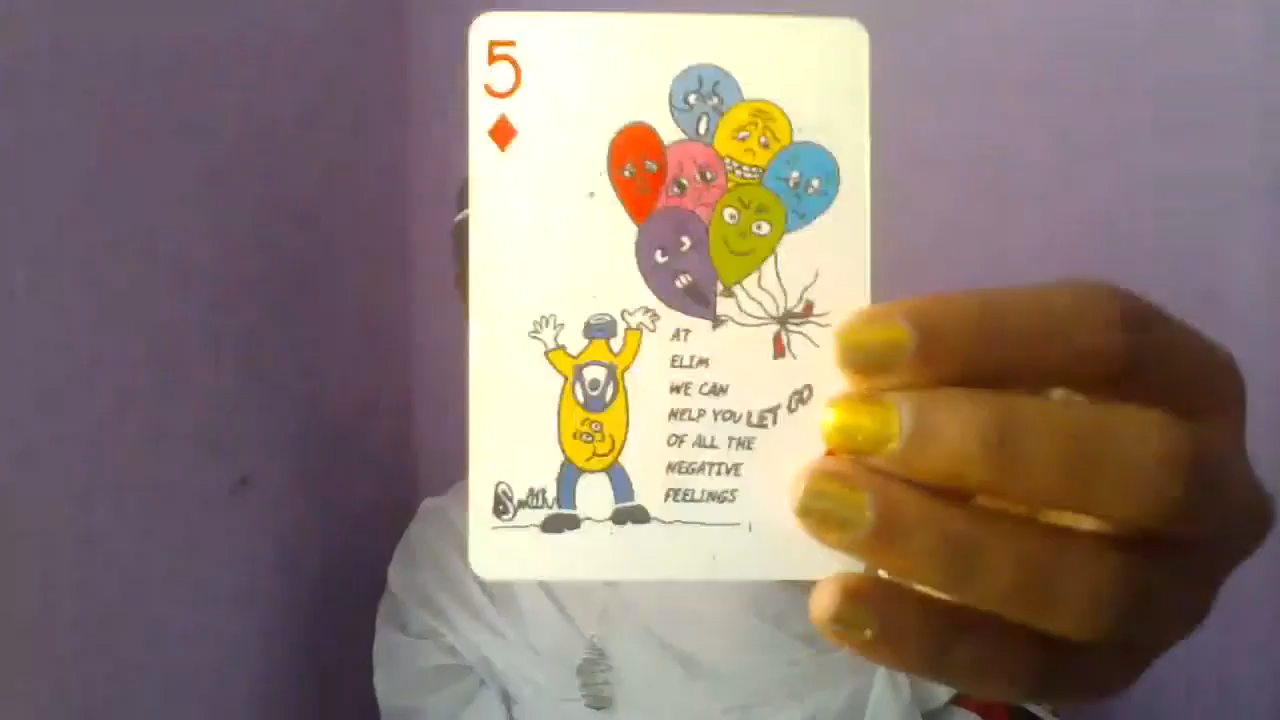 5
AT
ELIM
WE CAN
HELP YOU LET GO
OF ALL THE
NEGATIVE
FEELINGS
Smith